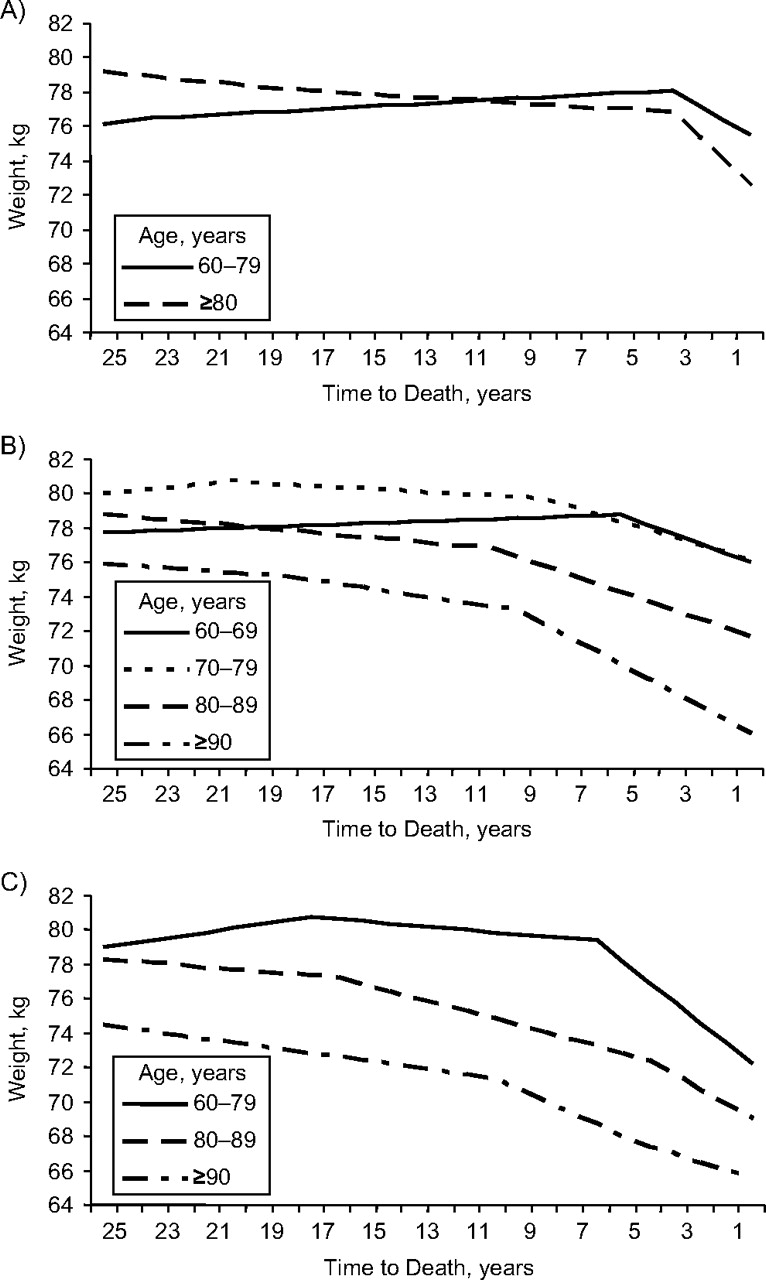 A)
82
80
78
76
74
72
70
68
66
64
Weight, kg
Age, years
60–79
≥80
25 23 21 19 17 15 13 11 9 7 5 3 1
Time to Death, years
B)
82
80
78
76
74
72
70
68
66
64
Weight, kg
Age, years
60–69
70–79
80–89
≥90
25 23 21 19 17 15 13 11 9 7 5 3 1
Time to Death, years
C)
82
80
78
76
74
72
70
68
66
64
Weight, kg
Age, years
60–79
80–89
≥90
25 23 21 19 17 15 13 11 9 7 5 3 1
Time to Death, years